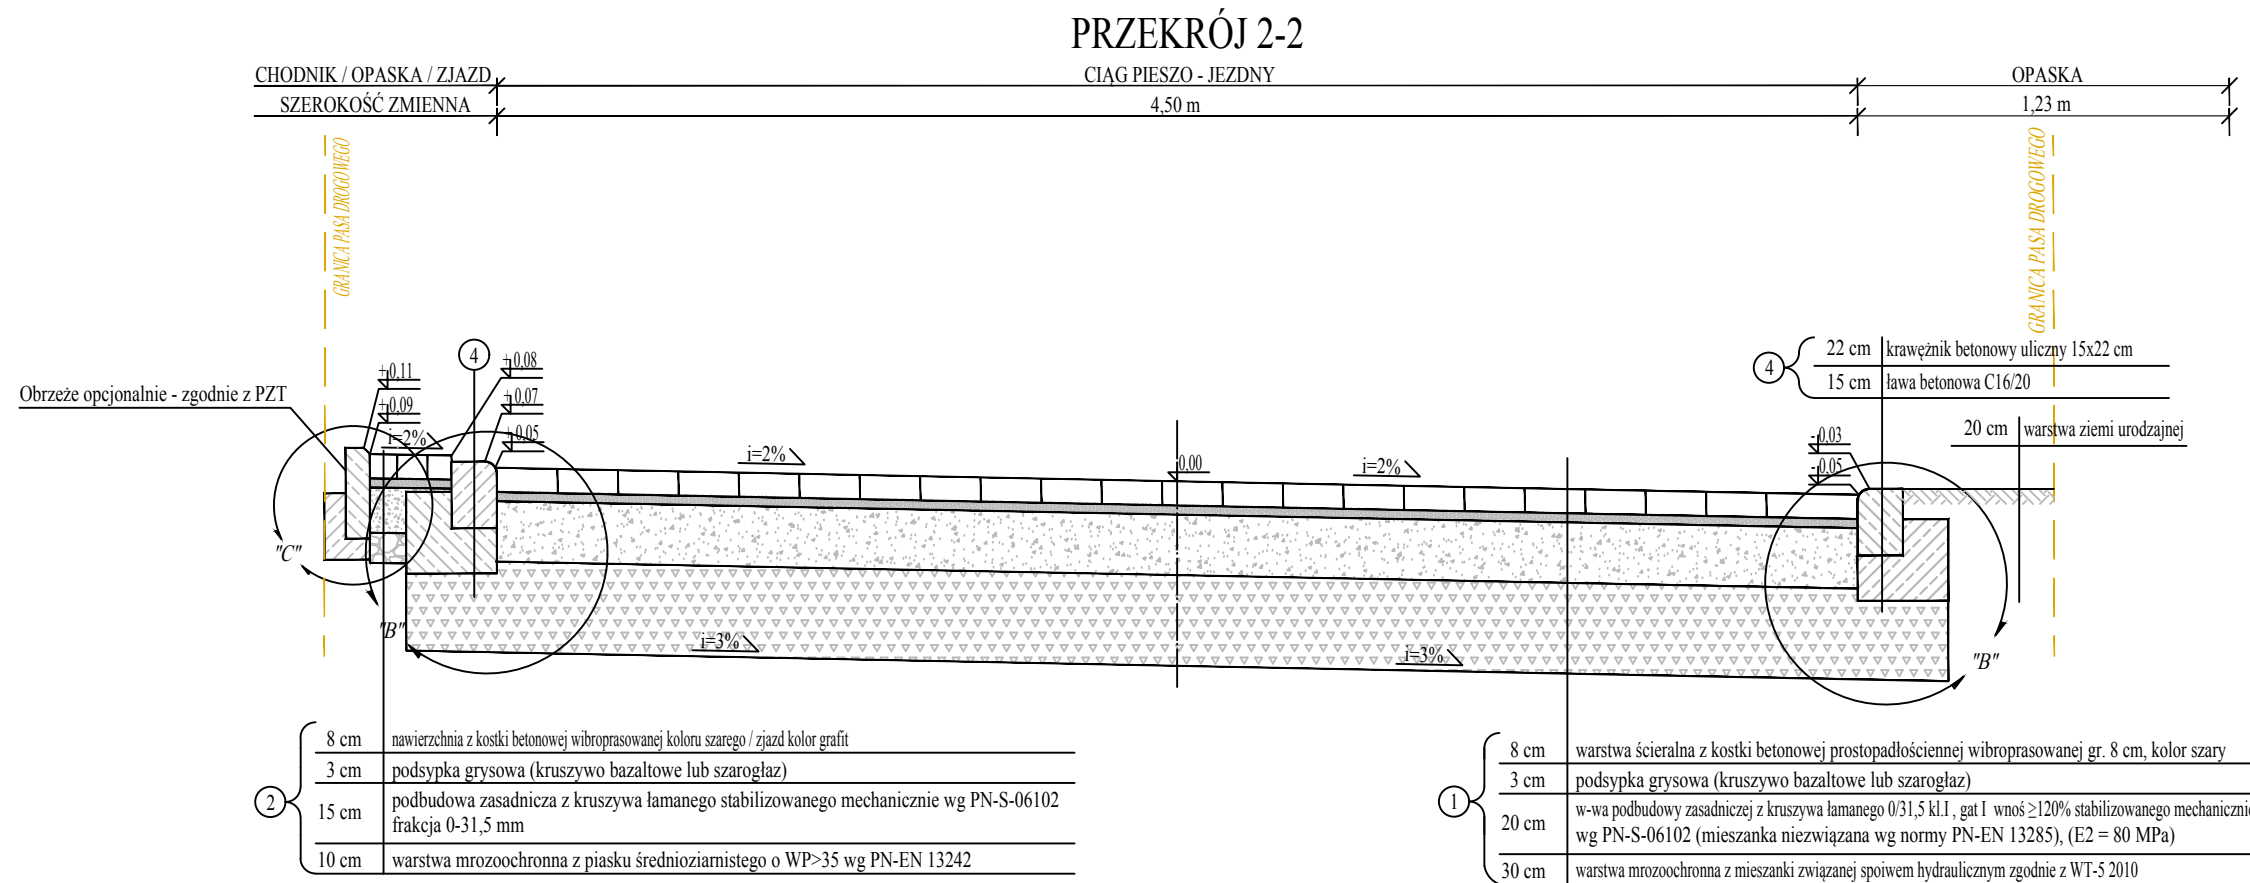 PRZEKRÓJ 2-2
CHODNIK / OPASKA / ZJAZD
CIĄG PIESZO - JEZDNY
OPASKA
SZEROKOŚĆ ZMIENNA
4,50 m
1,23 m
GRANICA PASA DROGOWEGO
GRANICA PASA DROGOWEGO
Obrzeże opcjonalnie - zgodnie z PZT
+0,11
+0,09
i=2%
4
+0,08
+0,07
+0,05
i=2%
0,00
i=2%
-0,03
-0,05
4
22 cm krawężnik betonowy uliczny 15x22 cm
15 cm ława betonowa C16/20
20 cm warstwa ziemi urodzajnej
"C"
"B"
i=3%
i=3%
"B"
2
8 cm nawierzchnia z kostki betonowej wibroprasowanej koloru szarego / zjazd kolor grafit
3 cm podsypka grysowa (kruszywo bazaltowe lub szarogłaz)
15 cm podbudowa zasadnicza z kruszywa łamanego stabilizowanego mechanicznie wg PN-S-06102
frakcja 0-31,5 mm
10 cm warstwa mrozoochronna z piasku średnioziarnistego o WP>35 wg PN-EN 13242
1
8 cm warstwa ścieralna z kostki betonowej prostopadłościennej wibroprasowanej gr. 8 cm, kolor szary
3 cm podsypka grysowa (kruszywo bazaltowe lub szarogłaz)
20 cm w-wa podbudowy zasadniczej z kruszywa łamanego 0/31,5 kl.I , gat I wnoś ≥120% stabilizowanego mechanicznie
wg PN-S-06102 (mieszanka niezwiązana wg normy PN-EN 13285), (E2 = 80 MPa)
30 cm warstwa mrozoochronna z mieszanki związanej spoiwem hydraulicznym zgodnie z WT-5 2010